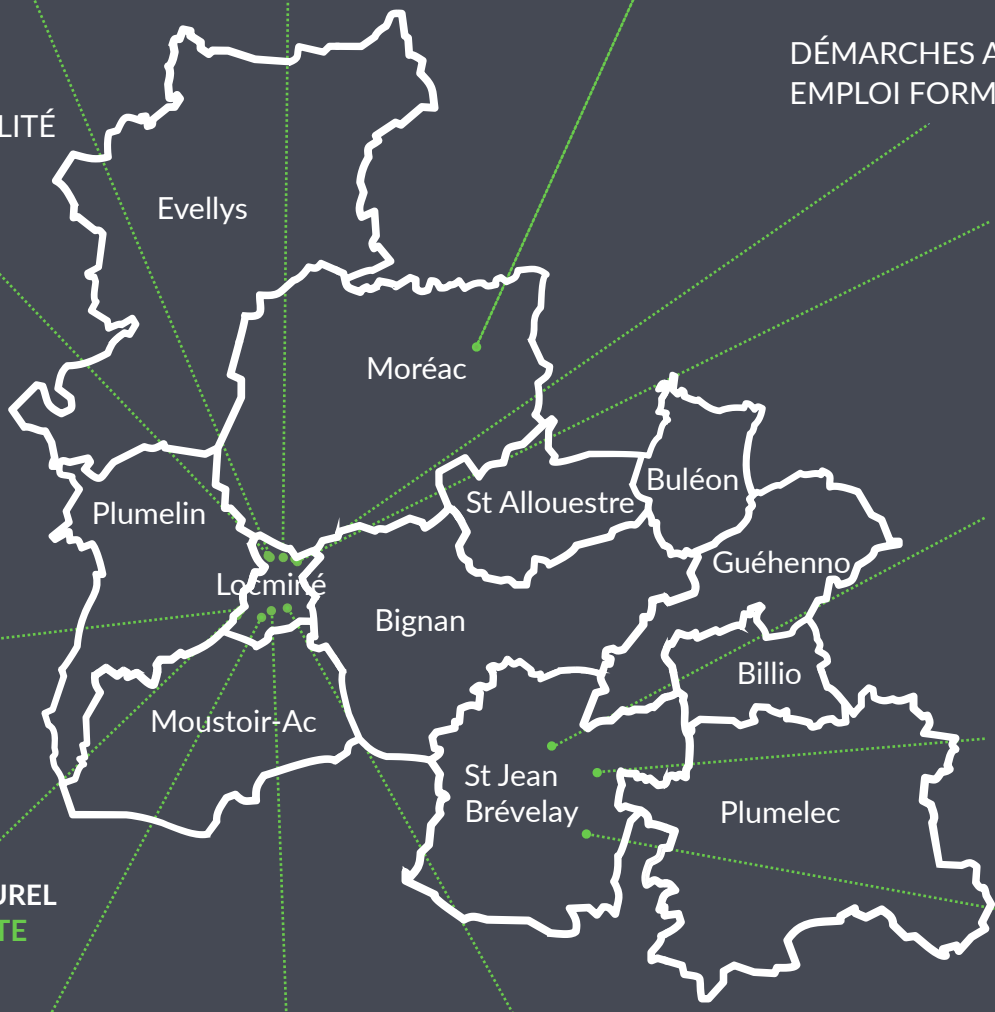 DÉMARCHES A
EMPLOI FORM
LITÉ
Evellys
Moréac
Buléon
St Allouestre
Plumelin
Guéhenno
Locminé
Bignan
Billio
Moustoir-Ac
St Jean
Brévelay
Plumelec
UREL
TE